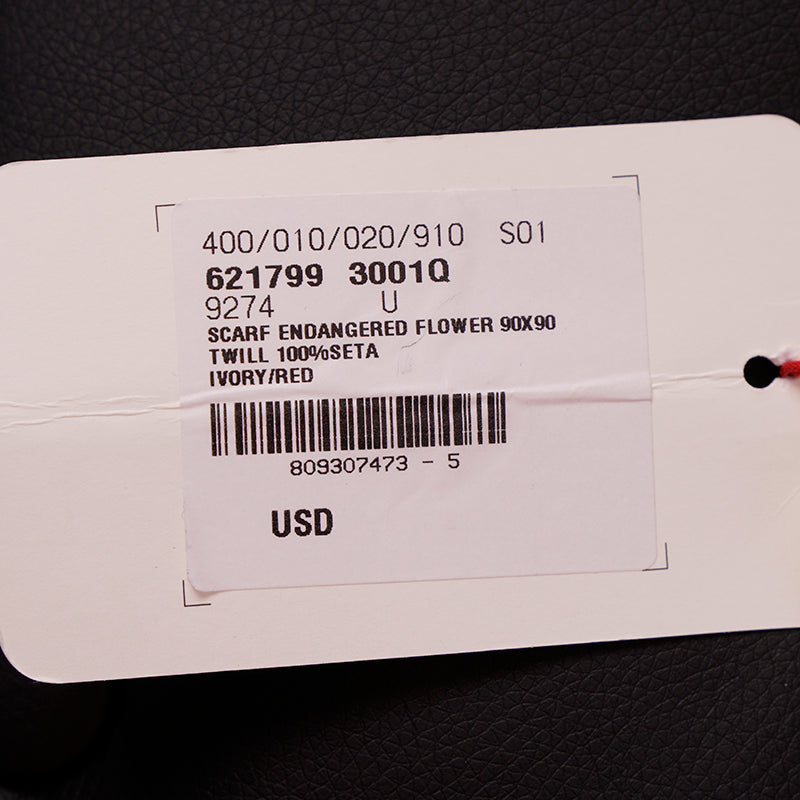 400/010/020/910 S01
621799 3001Q
9274 U
SCARF ENDANGERED FLOWER 90X90
TWILL 100%SETA
IVORY/RED
809307473 - 5
USD